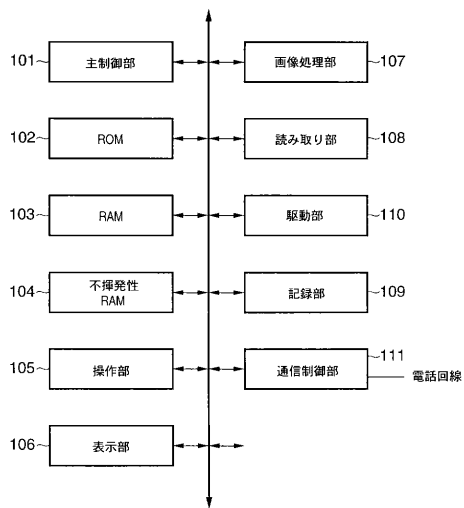 101 主制御部
画像処理部 107
102 ROM
読み取り部 108
103 RAM
駆動部 110
104 不揮発性
RAM
記録部 109
105 操作部
通信制御部 111
電話回線
106 表示部